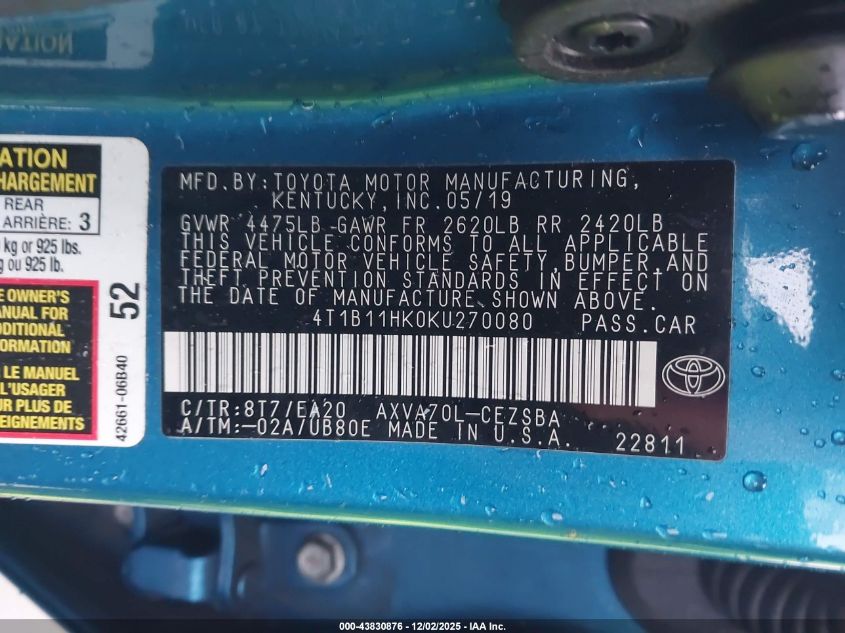 ATION
HARGEMENT
REAR
ARRIÈRE: 3
kg or 925 lbs.
g ou 925 lb.
OWNER'S
MANUAL FOR
ADDITIONAL
INFORMATION
LE MANUEL
L'USAGER
UR PLUS DE
EIGNEMENTS
52
42661-06B40
MFD.BY:TOYOTA MOTOR MANUFACTURING,
KENTUCKY,INC.05/19
GVWR 4475LB GAWR FR 2620LB RR 2420LB
THIS VEHICLE CONFORMS TO ALL APPLICABLE
FEDERAL MOTOR VEHICLE SAFETY,BUMPER,AND
THEFT PREVENTION STANDARDS IN EFFECT ON
THE DATE OF MANUFACTURE SHOWN ABOVE.
4T1B11HK0KU270080 PASS.CAR
C/TR:8T7/EA20 AXVA70L-CEZSBA
A/TM:-02A/UB80E MADE IN U.S.A.
22811
000-43830876 - 12/02/2025 - IAA Inc.